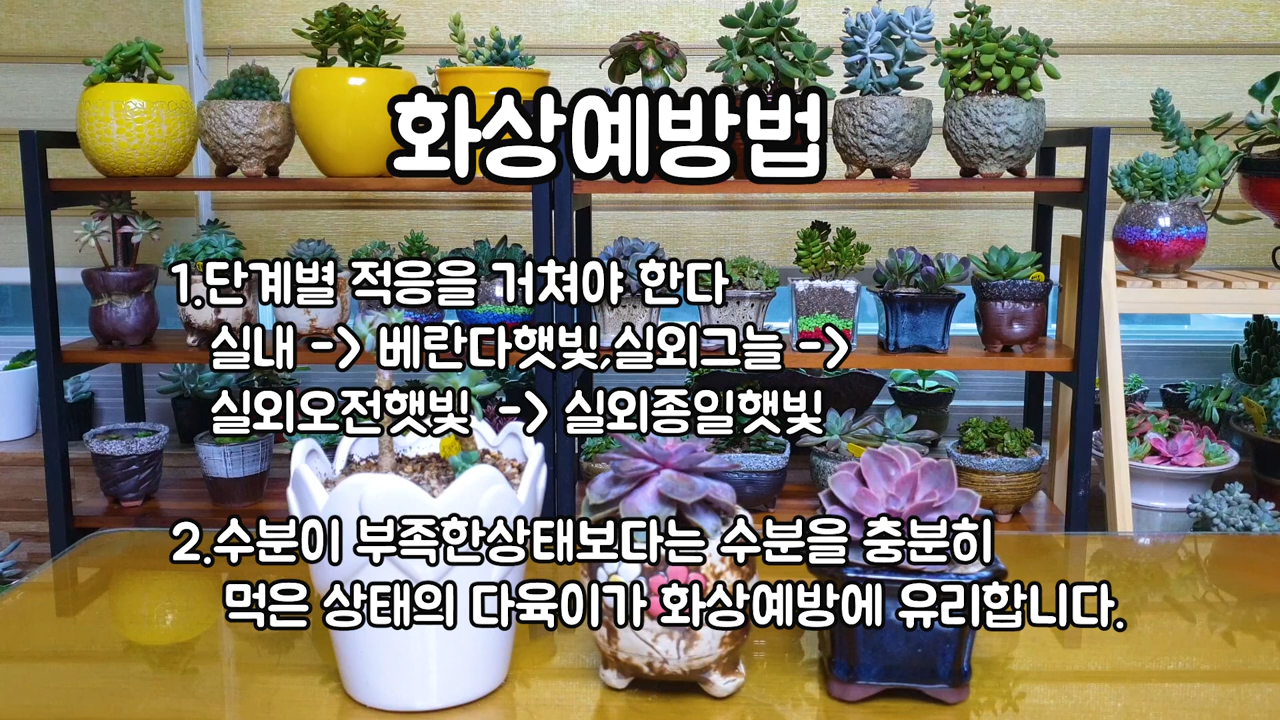 화상예방법
1.단계별 적응을 거쳐야 한다
실내 -> 베란다햇빛,실외그늘 ->
실외오전햇빛 -> 실외종일햇빛
2.수분이 부족한상태보다는 수분을 충분히
먹은 상태의 다육이가 화상예방에 유리합니다.